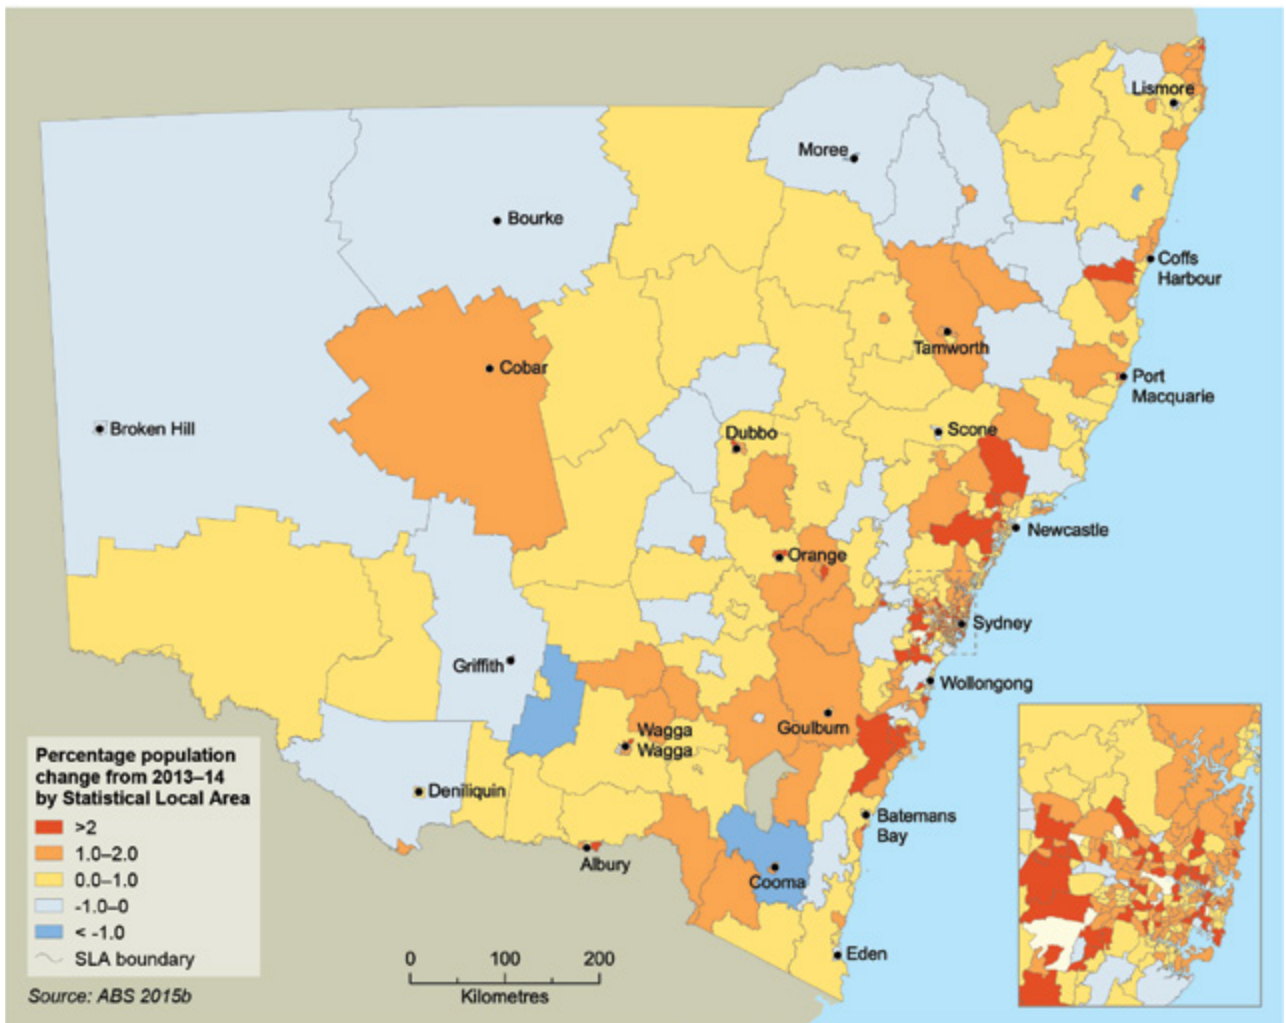 Lismore
Moree
Bourke
Coffs
Harbour
Tamworth
Cobar
Port
Macquarie
Broken Hill
Dubbo
Scone
Newcastle
Orange
Sydney
Griffith
Wollongong
Goulburn
Wagga
Wagga
Percentage population
change from 2013–14
by Statistical Local Area
>2
1.0–2.0
0.0–1.0
-1.0–0
< -1.0
SLA boundary
Deniliquin
Batemans
Bay
Albury
Cooma
Eden
0 100 200
Kilometres
Source: ABS 2015b